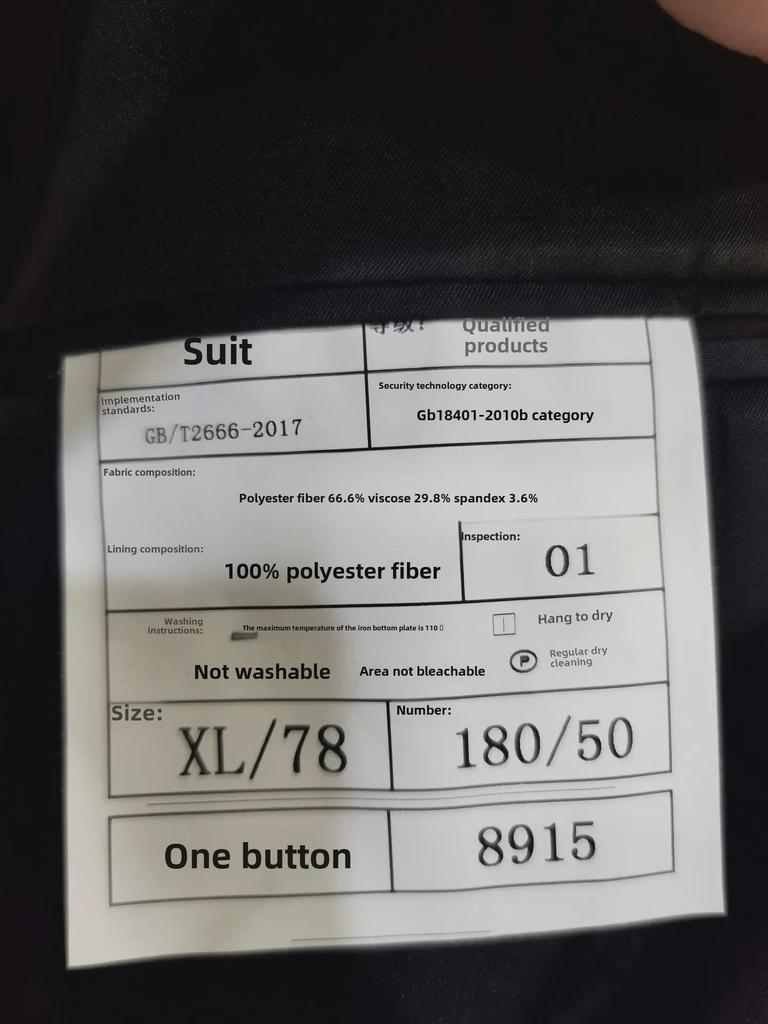 Suit
等级:
Qualified
products
Implementation
standards:
GB/T2666-2017
Security technology category:
Gb18401-2010b category
Fabric composition:
Polyester fiber 66.6% viscose 29.8% spandex 3.6%
Lining composition:
100% polyester fiber
Inspection:
01
Washing
instructions:
The maximum temperature of the iron bottom plate is 110
Hang to dry
Not washable
Area not bleachable
P
Regular dry
cleaning
Size:
XL/78
Number:
180/50
One button
8915